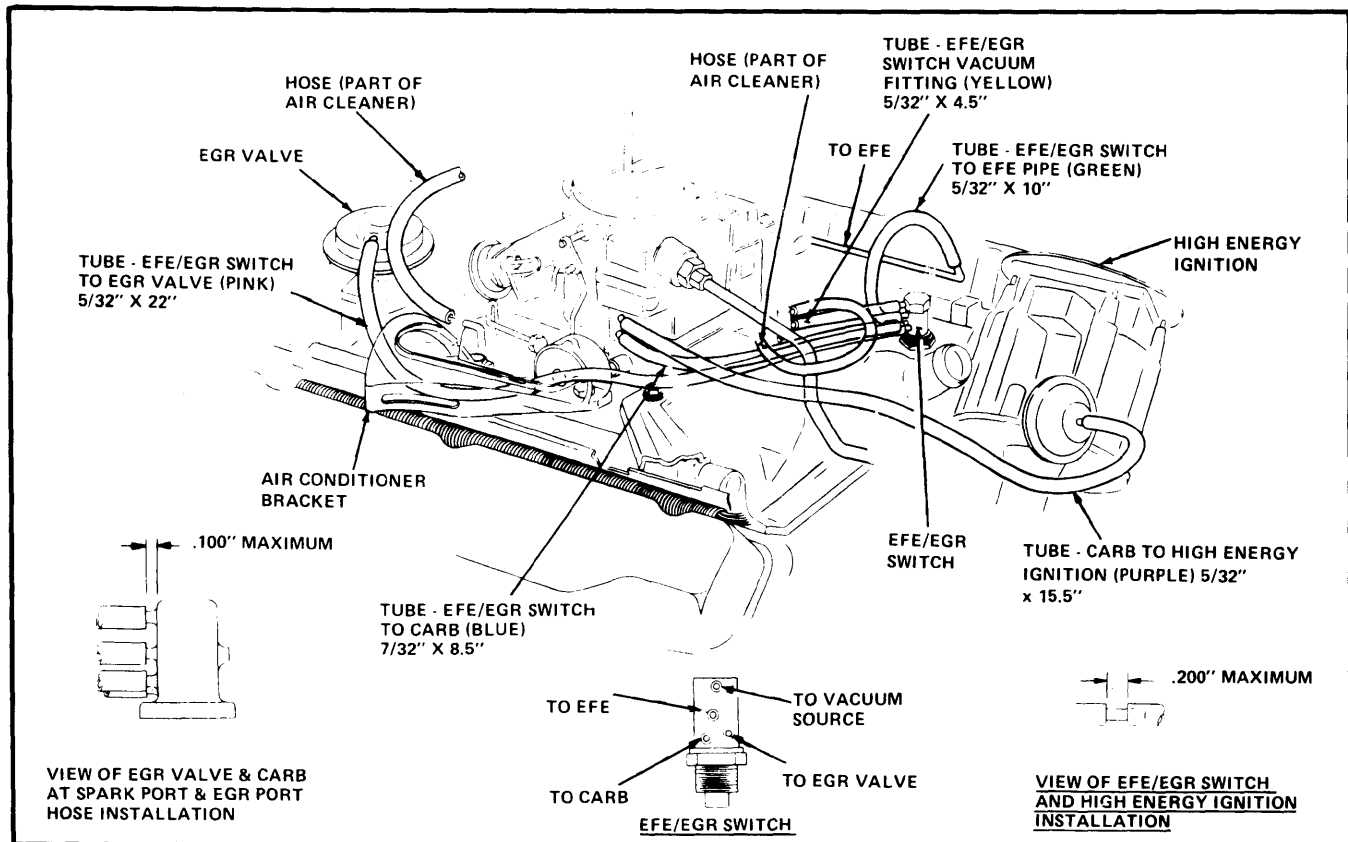 HOSE (PART OF
AIR CLEANER)
EGR VALVE
TUBE - EFE/EGR SWITCH
TO EGR VALVE (PINK)
5/32" X 22"
HOSE (PART OF
AIR CLEANER)
TUBE - EFE/EGR
SWITCH VACUUM
FITTING (YELLOW)
5/32" X 4.5"
TO EFE
TUBE - EFE/EGR SWITCH
TO EFE PIPE (GREEN)
5/32" X 10"
HIGH ENERGY
IGNITION
AIR CONDITIONER
BRACKET
EFE/EGR
SWITCH
TUBE - CARB TO HIGH ENERGY
IGNITION (PURPLE) 5/32"
x 15.5"
TUBE - EFE/EGR SWITCH
TO CARB (BLUE)
7/32" X 8.5"
.100" MAXIMUM
VIEW OF EGR VALVE & CARB
AT SPARK PORT & EGR PORT
HOSE INSTALLATION
TO EFE
TO VACUUM
SOURCE
TO CARB
TO EGR VALVE
EFE/EGR SWITCH
.200" MAXIMUM
VIEW OF EFE/EGR SWITCH
AND HIGH ENERGY IGNITION
INSTALLATION